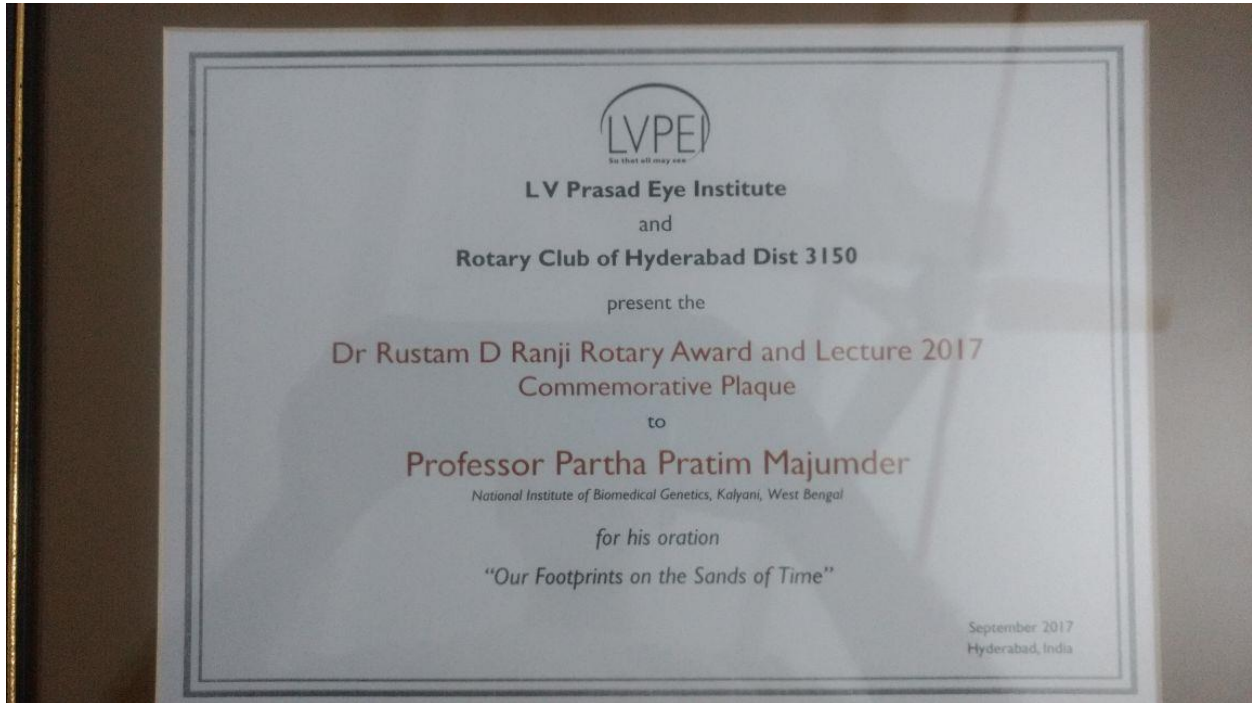 LVPEI
So that all may see
L V Prasad Eye Institute
and
Rotary Club of Hyderabad Dist 3150
present the
Dr Rustam D Ranji Rotary Award and Lecture 2017
Commemorative Plaque
to
Professor Partha Pratim Majumder
National Institute of Biomedical Genetics, Kalyani, West Bengal
for his oration
“Our Footprints on the Sands of Time”
September 2017
Hyderabad, India